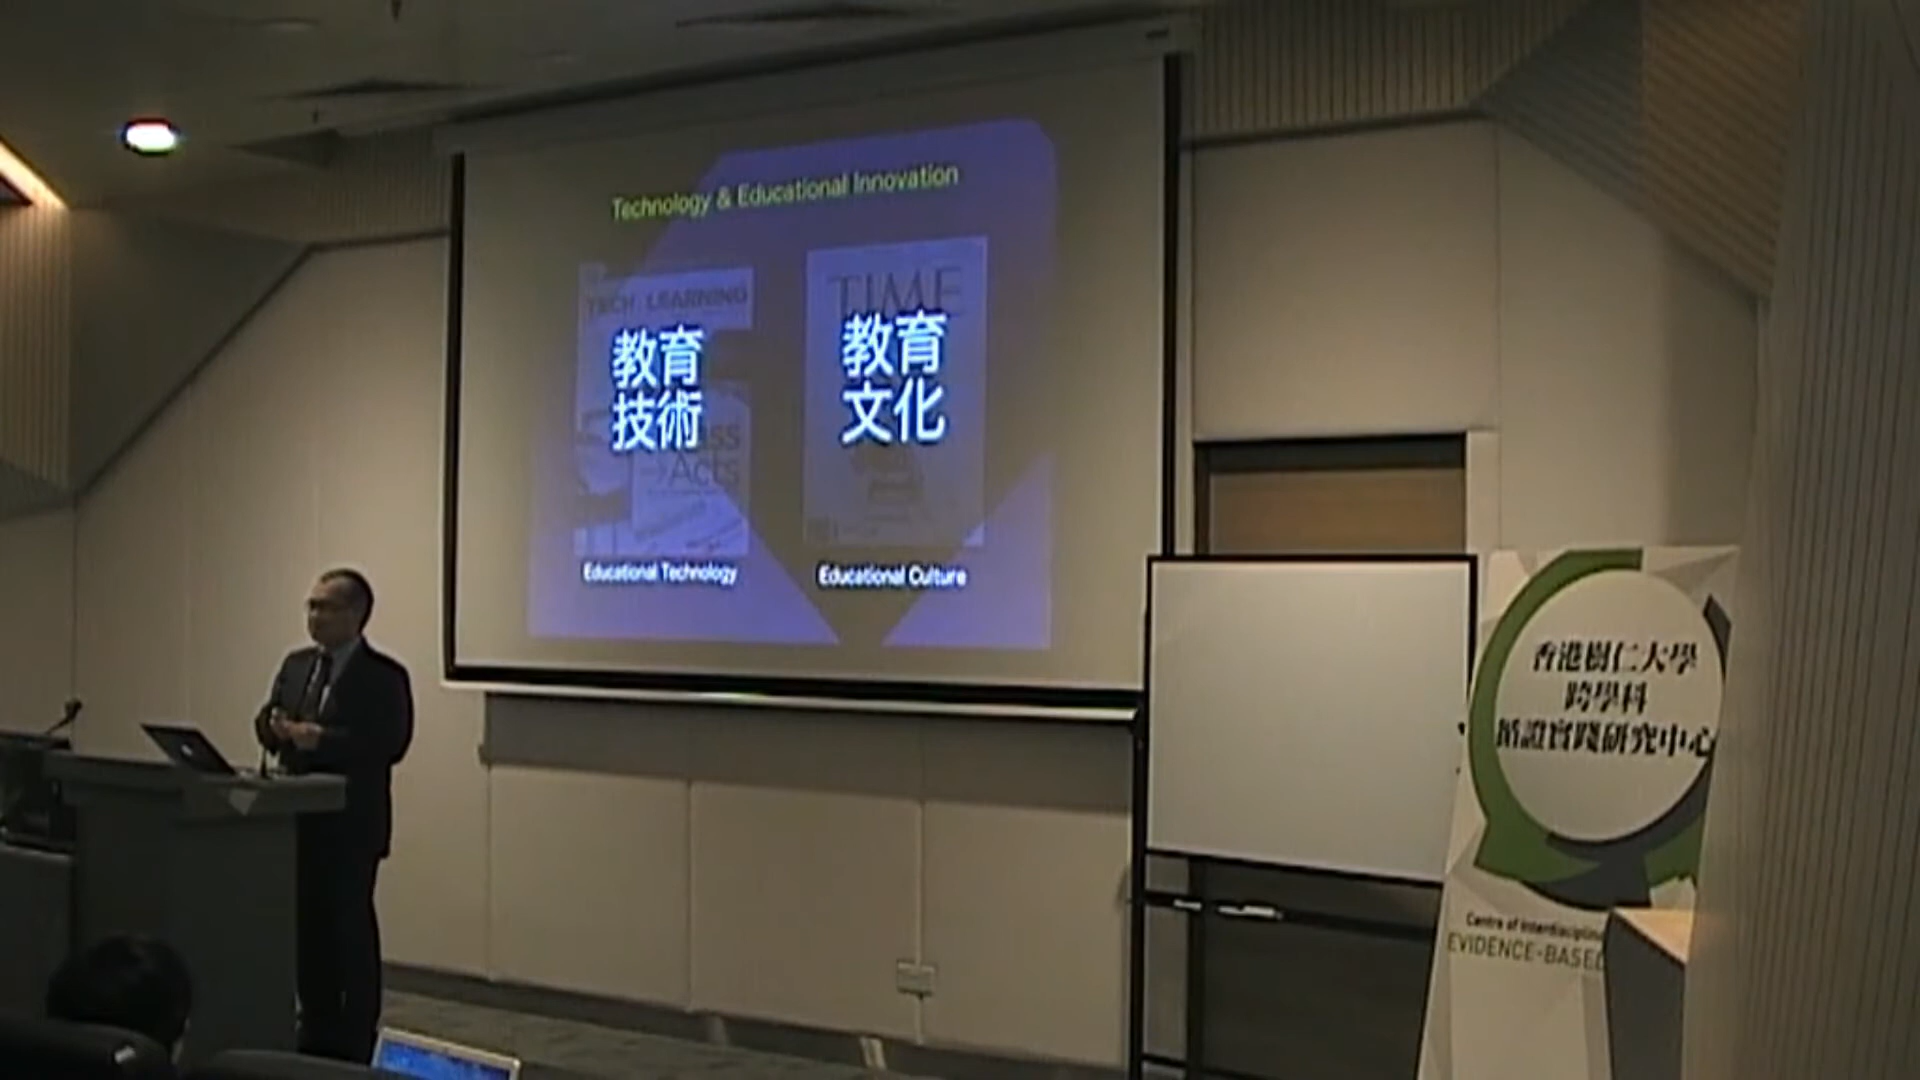 Technology & Educational Innovation
TECH LEARNING
TIME
教育
技術
教育
文化
Acts
Educational Technology
Educational Culture
香港樹仁大學
跨學科
循證實踐研究中心
Centre of Interdisciplin
EVIDENCE-BASED